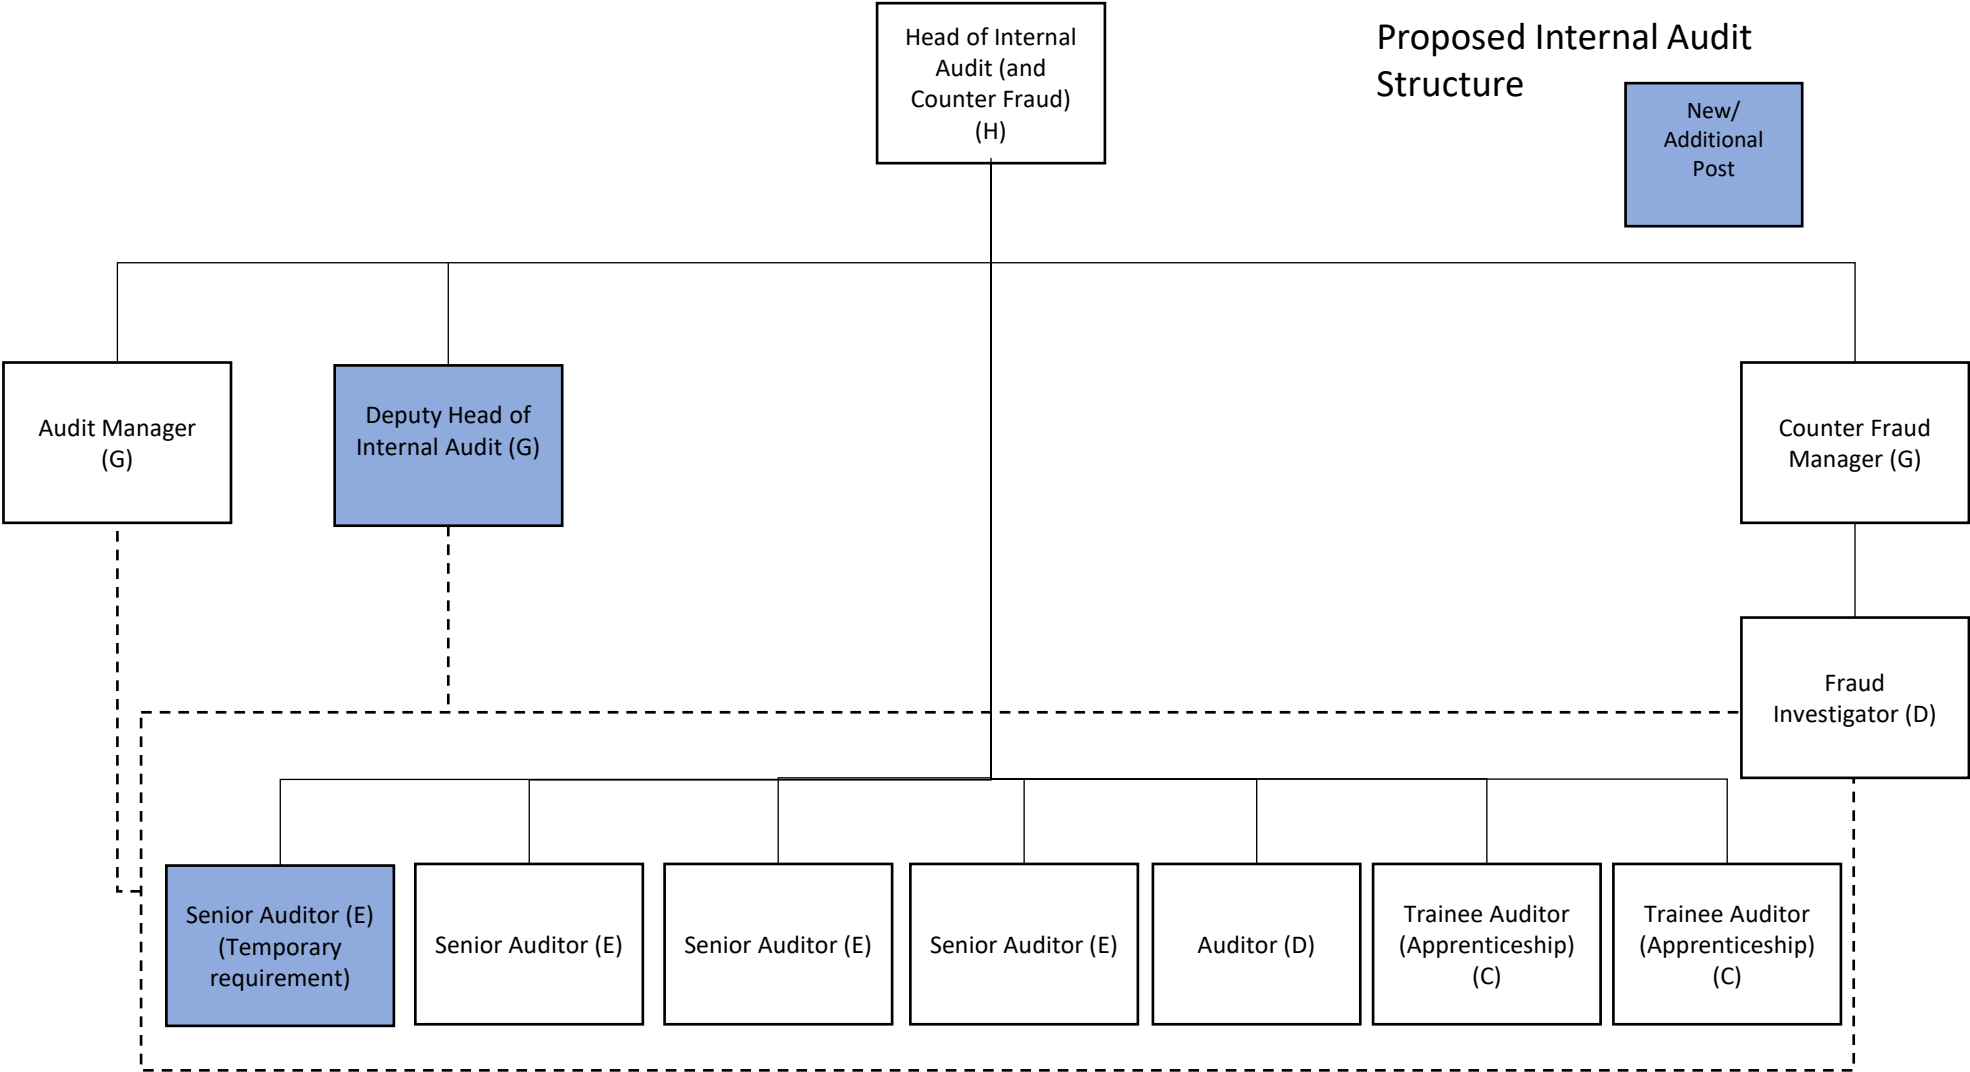 Head of Internal
Audit (and
Counter Fraud)
(H)
Proposed Internal Audit
Structure
New/
Additional
Post
Audit Manager
(G)
Deputy Head of
Internal Audit (G)
Counter Fraud
Manager (G)
Fraud
Investigator (D)
Senior Auditor (E)
(Temporary
requirement)
Senior Auditor (E)
Senior Auditor (E)
Senior Auditor (E)
Auditor (D)
Trainee Auditor
(Apprenticeship)
(C)
Trainee Auditor
(Apprenticeship)
(C)